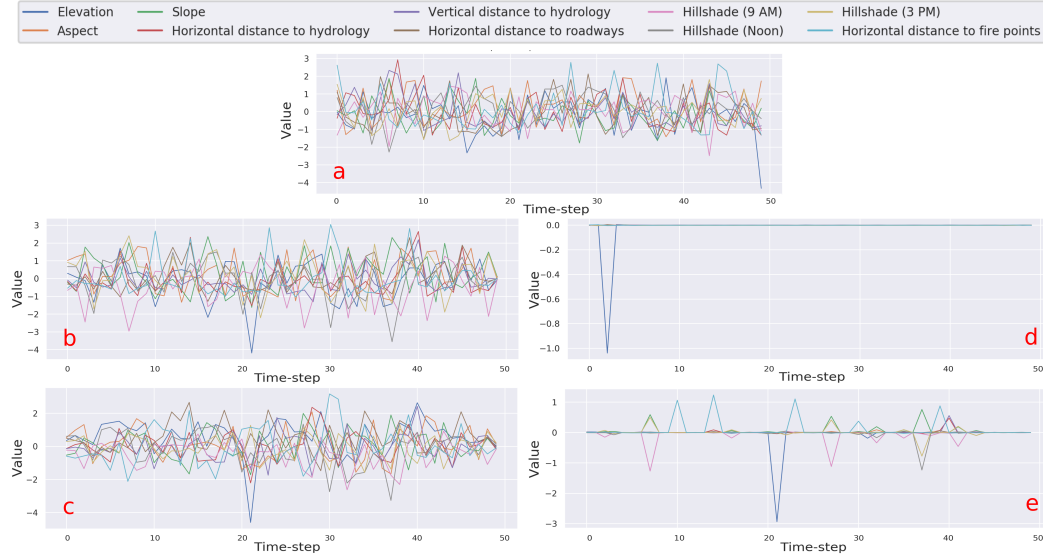 Elevation Slope Vertical distance to hydrology Hillshade (9 AM) Hillshade (3 PM)
Aspect Horizontal distance to hydrology Horizontal distance to roadways Hillshade (Noon) Horizontal distance to fire points
3
2
1
0
−1
−2
−3
−4
Value
a
0 10 20 30 40 50
Time-step
3
2
1
0
−1
−2
−3
−4
Value
b
0 10 20 30 40 50
Time-step
0.0
−0.2
−0.4
−0.6
−0.8
−1.0
Value
d
0 10 20 30 40 50
Time-step
2
0
−2
−4
Value
c
0 10 20 30 40 50
Time-step
1
0
−1
−2
−3
Value
e
0 10 20 30 40 50
Time-step